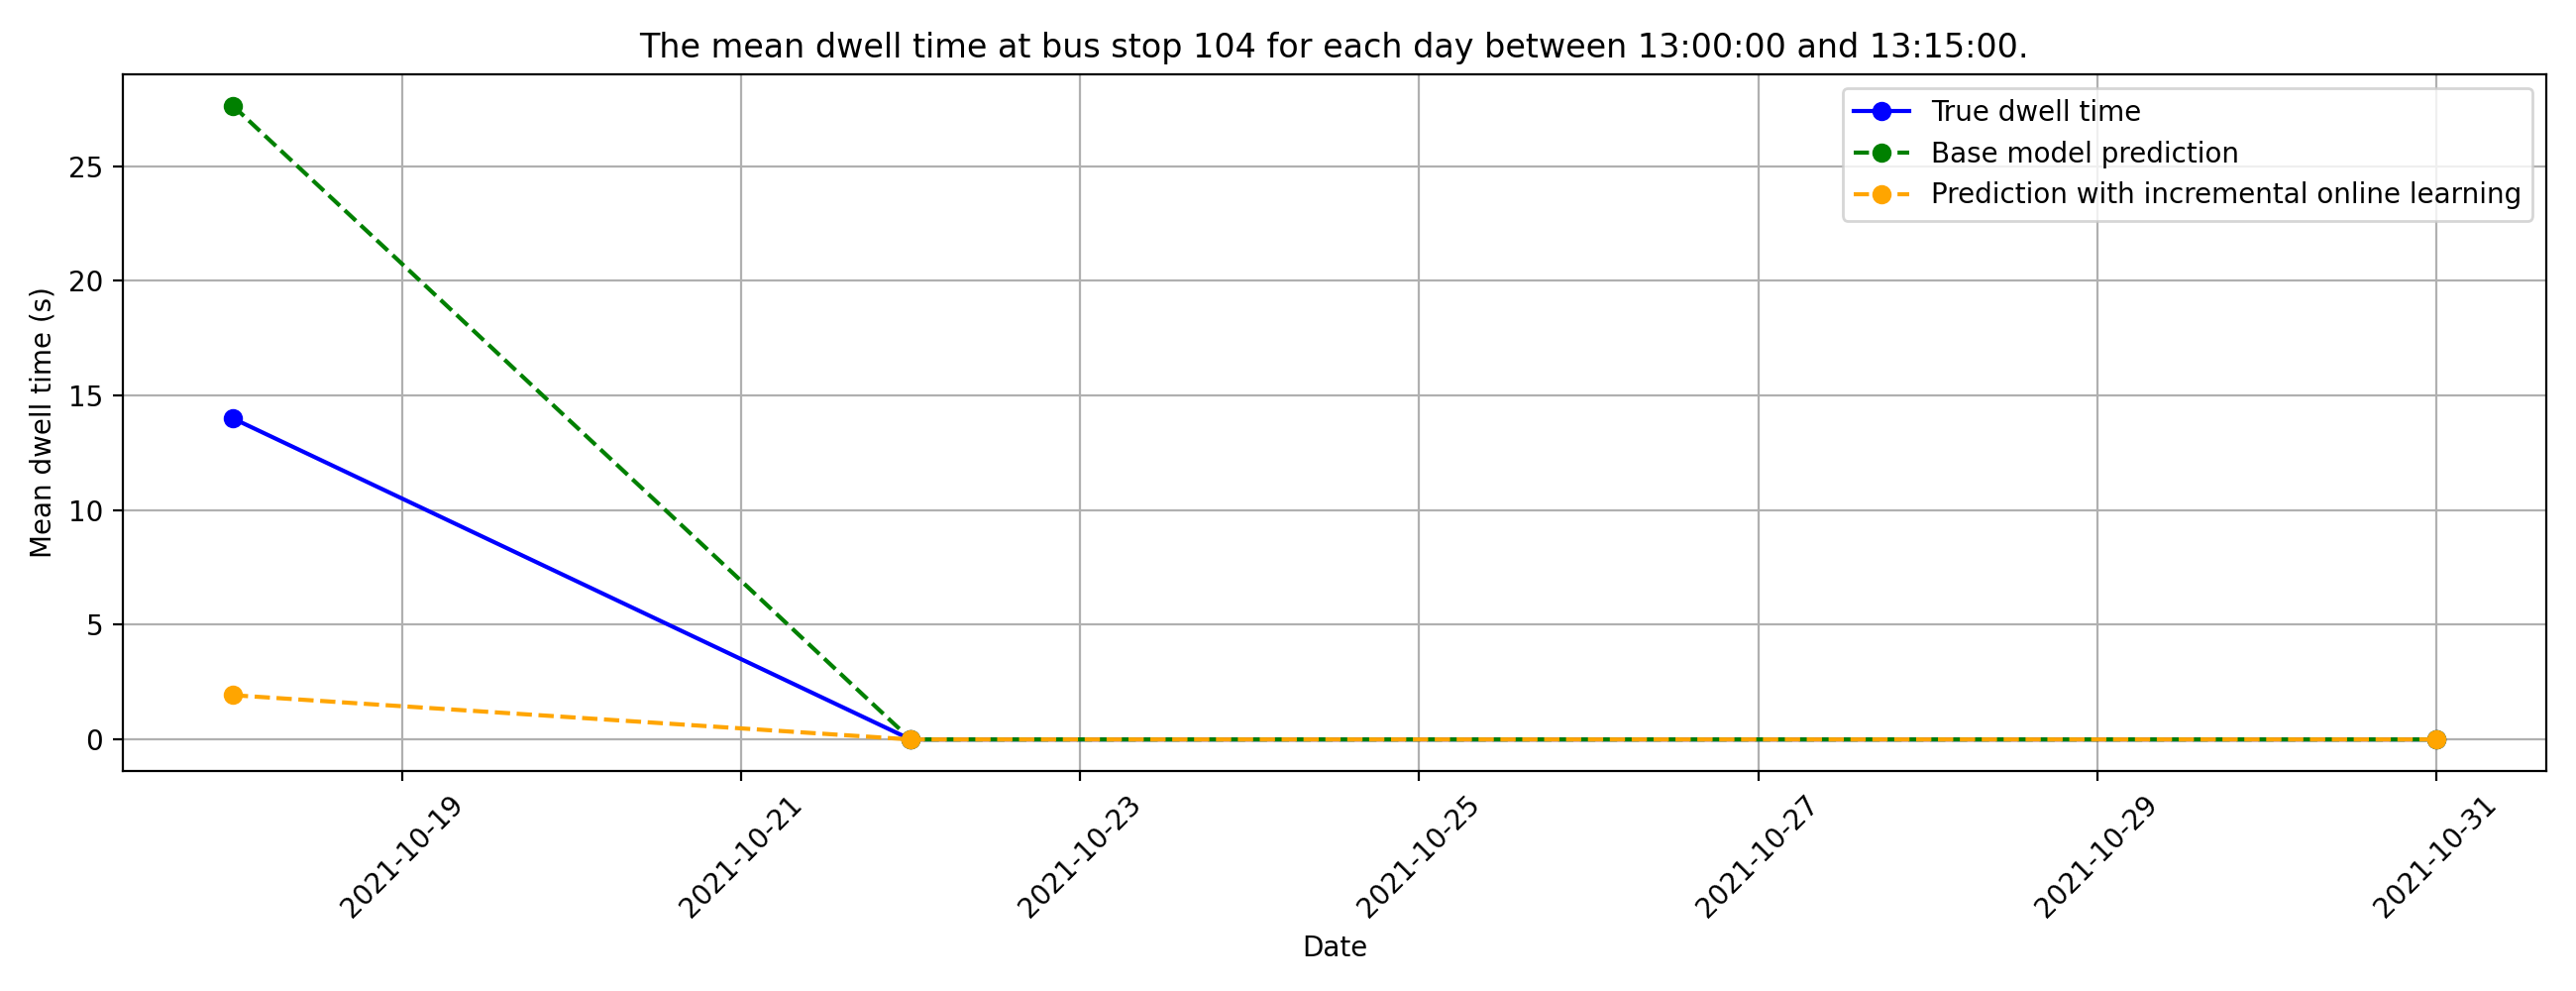 The mean dwell time at bus stop 104 for each day between 13:00:00 and 13:15:00.
True dwell time
Base model prediction
Prediction with incremental online learning
Mean dwell time (s)
25
20
15
10
5
0
2021-10-19
2021-10-21
2021-10-23
2021-10-25
2021-10-27
2021-10-29
2021-10-31
Date